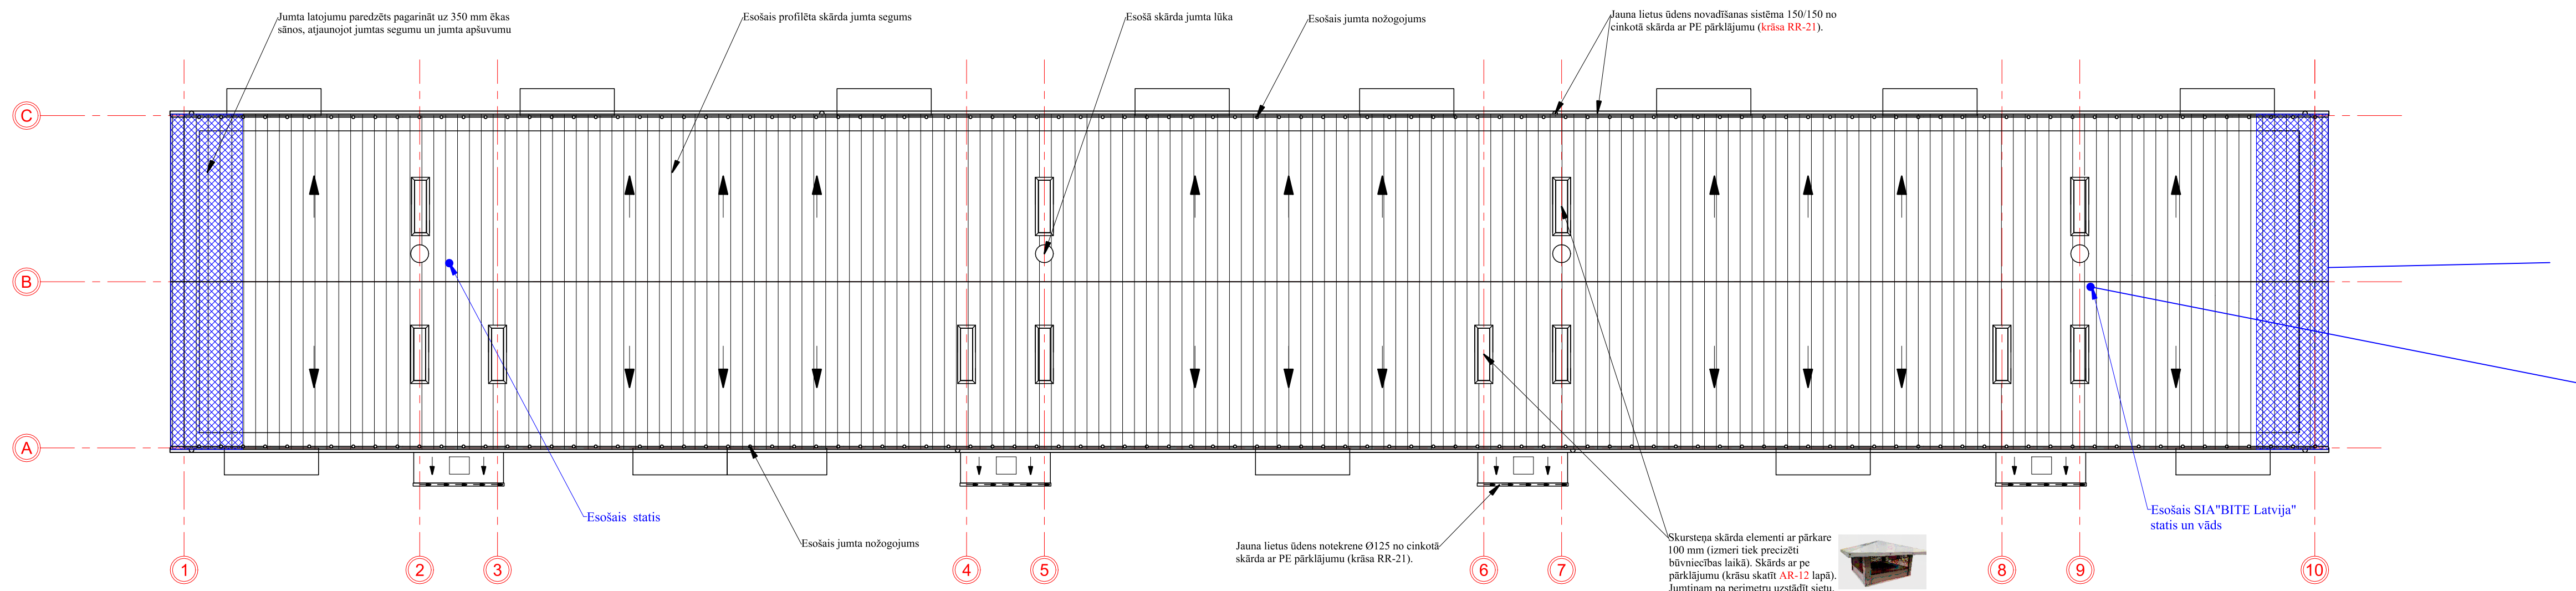 Jumta latojumu paredzēts pagarināt uz 350 mm ēkas
sānos, atjaunojot jumtas segumu un jumta apšuvumu
Esošais profilēta skārda jumta segums
Esošā skārda jumta lūka
Esošais jumta nožogojums
Jauna lietus ūdens novadīšanas sistēma 150/150 no
cinkotā skārda ar PE pārklājumu (krāsa RR-21).
C
B
A
Esošais statis
Esošais jumta nožogojums
Jauna lietus ūdens notekrene Ø125 no cinkotā
skārda ar PE pārklājumu (krāsa RR-21).
Skursteņa skārda elementi ar pārkare
100 mm (izmeri tiek precizēti
būvniecības laikā). Skārds ar pe
pārklājumu (krāsu skatīt AR-12 lapā).
Jumtiņam pa perimetru uzstādīt sietu.
Esošais SIA"BITE Latvija"
statis un vāds
1
2
3
4
5
6
7
8
9
10